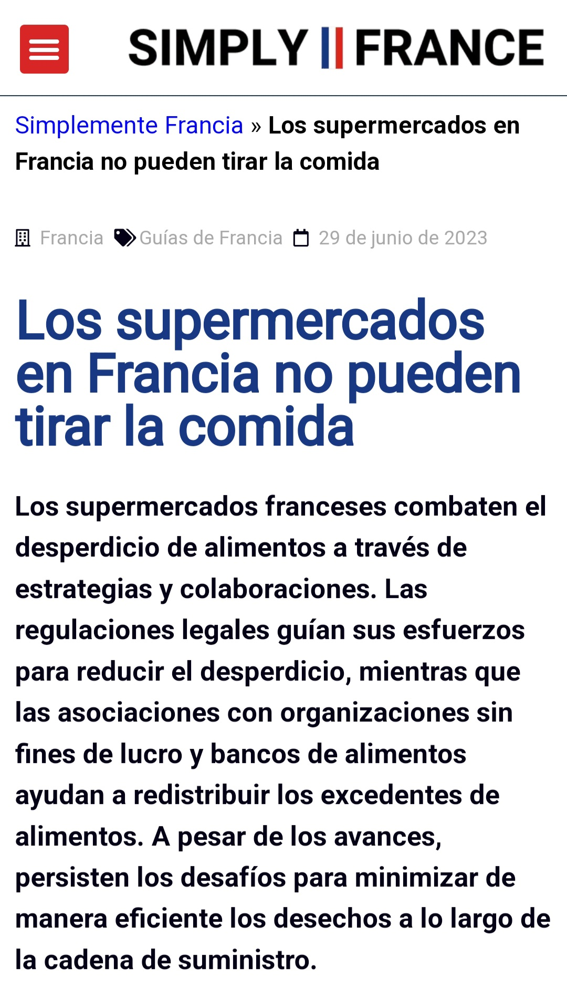 SIMPLY FRANCE
Simplemente Francia » Los supermercados en
Francia no pueden tirar la comida
Francia Guías de Francia 29 de junio de 2023
Los supermercados
en Francia no pueden
tirar la comida
Los supermercados franceses combaten el
desperdicio de alimentos a través de
estrategias y colaboraciones. Las
regulaciones legales guían sus esfuerzos
para reducir el desperdicio, mientras que
las asociaciones con organizaciones sin
fines de lucro y bancos de alimentos
ayudan a redistribuir los excedentes de
alimentos. A pesar de los avances,
persisten los desafíos para minimizar de
manera eficiente los desechos a lo largo de
la cadena de suministro.